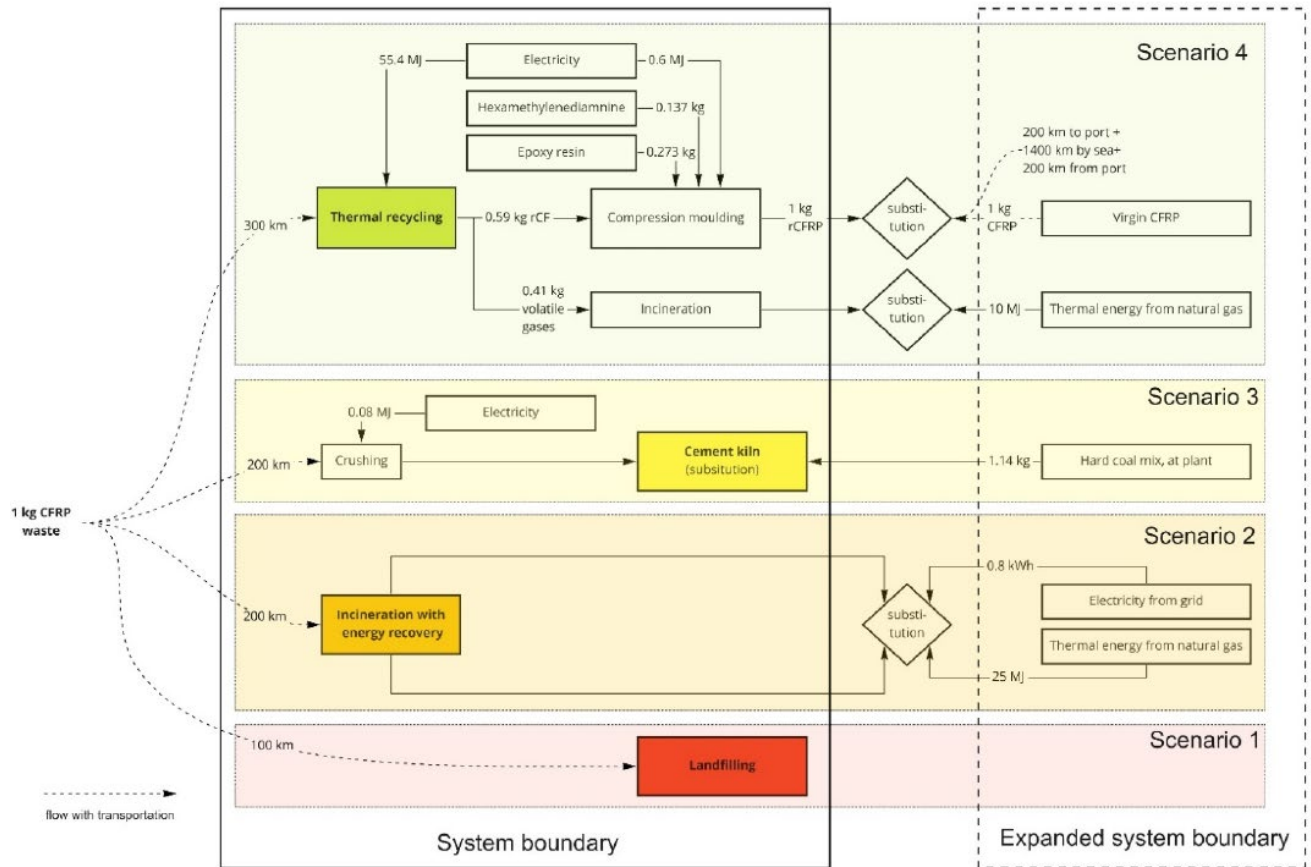 Scenario 4
55.4 MJ
Electricity
0.6 MJ
Hexamethylenediamnine
0.137 kg
Epoxy resin
0.273 kg
200 km to port +
-1400 km by sea+
200 km from port
300 km
Thermal recycling
0.59 kg rCF
Compression moulding
1 kg
rCFRP
substi-
tution
1 kg
CFRP
Virgin CFRP
0.41 kg
volatile
gases
Incineration
substi-
tution
10 MJ
Thermal energy from natural gas
Scenario 3
0.08 MJ
Electricity
200 km
Crushing
Cement kiln
(subsitution)
1.14 kg
Hard coal mix, at plant
1 kg CFRP
waste
Scenario 2
200 km
Incineration with
energy recovery
substi-
tution
0.8 kWh
Electricity from grid
Thermal energy from natural gas
25 MJ
Scenario 1
100 km
Landfilling
flow with transportation
System boundary
Expanded system boundary